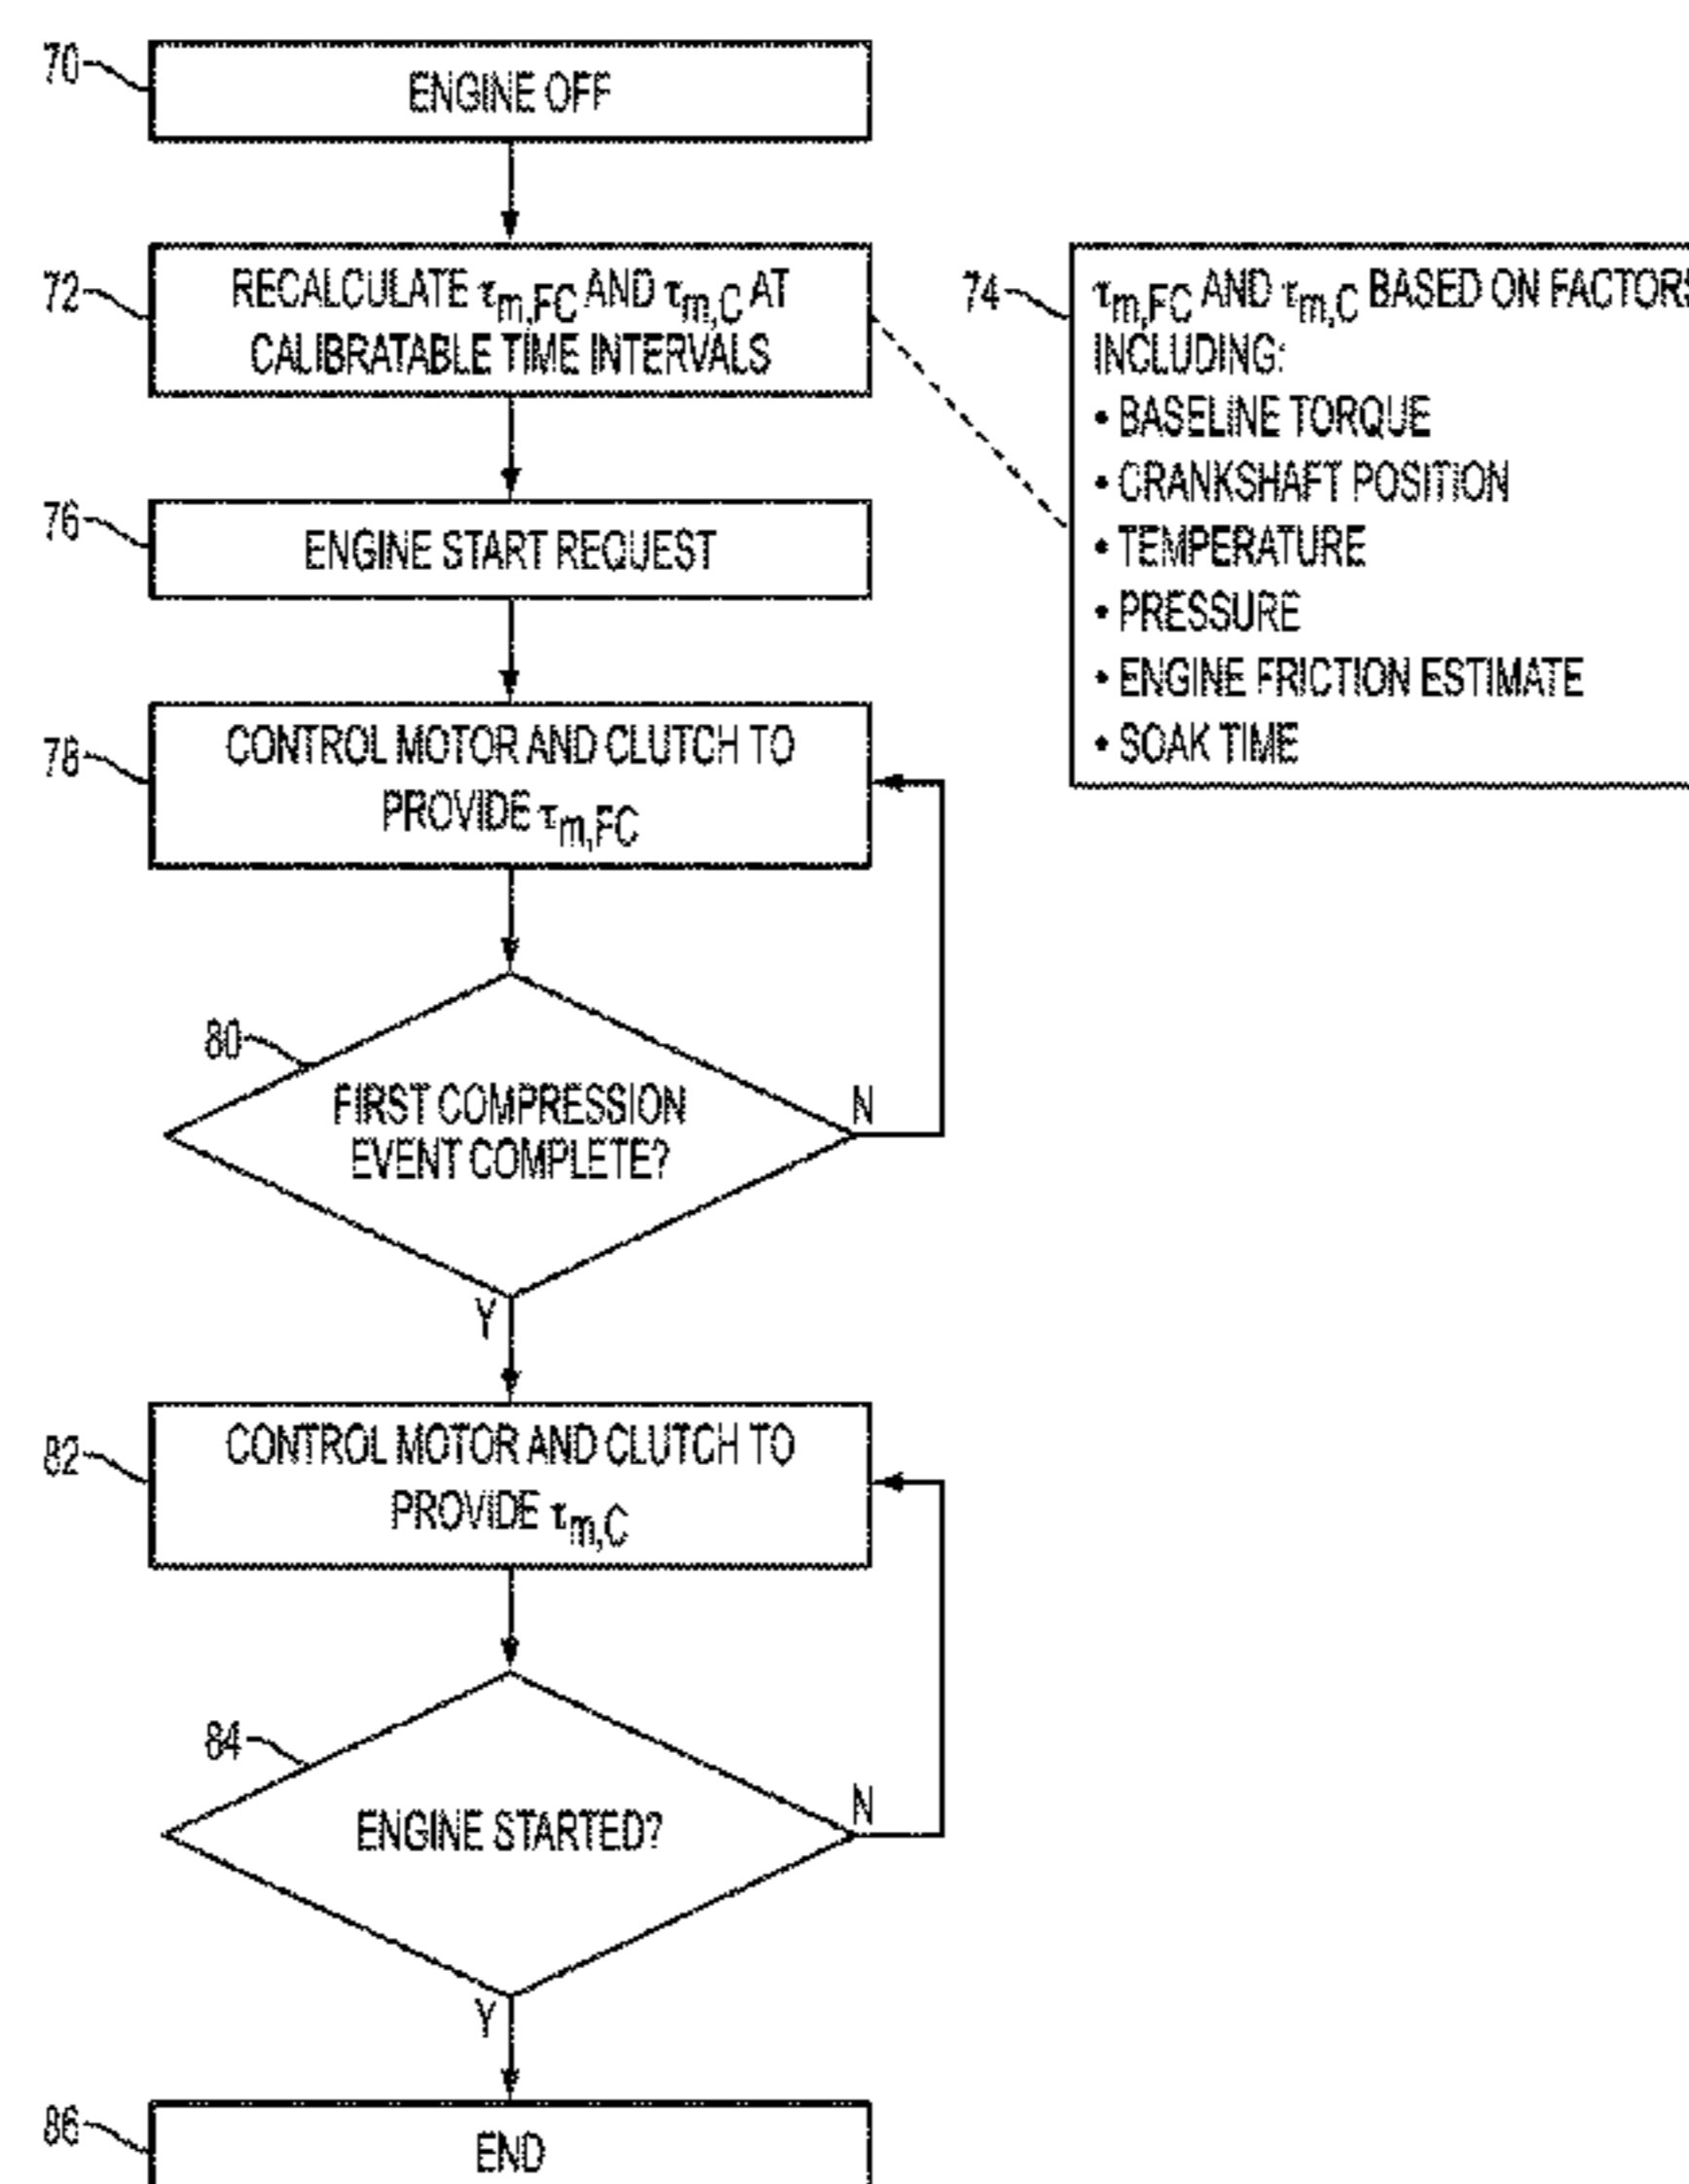 70
ENGINE OFF
72
RECALCULATE τm,FC AND τm,C AT
CALIBRATABLE TIME INTERVALS
74
τm,FC AND τm,C BASED ON FACTORS
INCLUDING:
• BASELINE TORQUE
• CRANKSHAFT POSITION
• TEMPERATURE
• PRESSURE
• ENGINE FRICTION ESTIMATE
• SOAK TIME
76
ENGINE START REQUEST
78
CONTROL MOTOR AND CLUTCH TO
PROVIDE τm,FC
80
FIRST COMPRESSION
EVENT COMPLETE?
N
Y
82
CONTROL MOTOR AND CLUTCH TO
PROVIDE τm,C
84
ENGINE STARTED?
N
Y
86
END